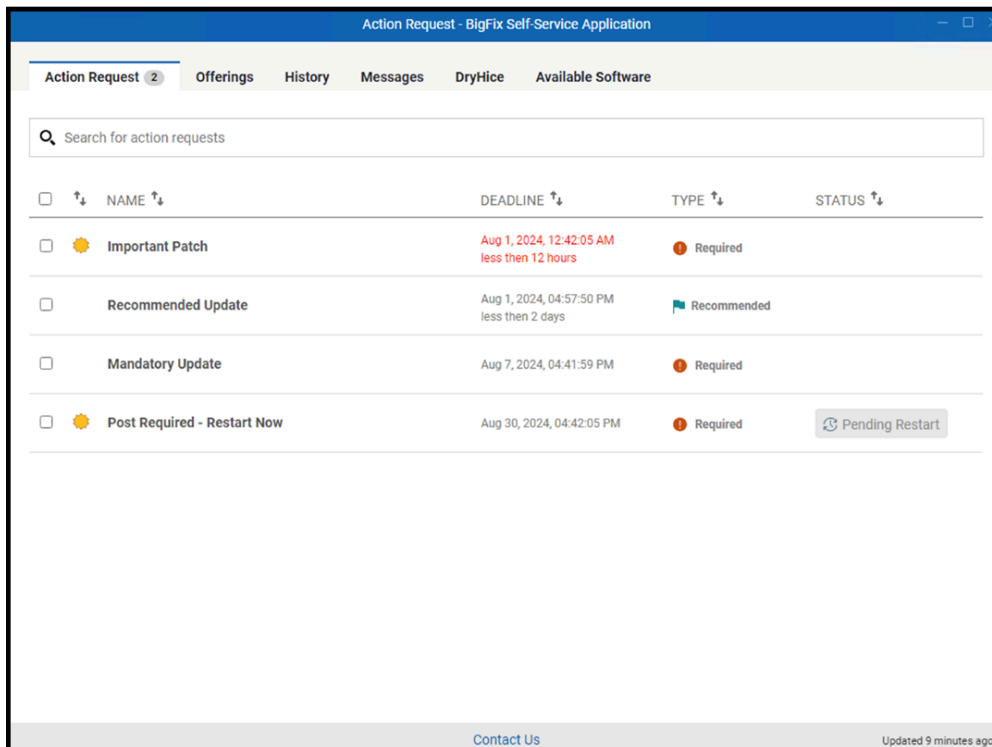 Action Request - BigFix Self-Service Application
Action Request 2 Offerings History Messages DryHice Available Software
Search for action requests
NAME DEADLINE TYPE STATUS
Important Patch Aug 1, 2024, 12:42:05 AM Required
less then 12 hours
Recommended Update Aug 1, 2024, 04:57:50 PM Recommended
less then 2 days
Mandatory Update Aug 7, 2024, 04:41:59 PM Required
Post Required - Restart Now Aug 30, 2024, 04:42:05 PM Required Pending Restart
Contact Us Updated 9 minutes ago